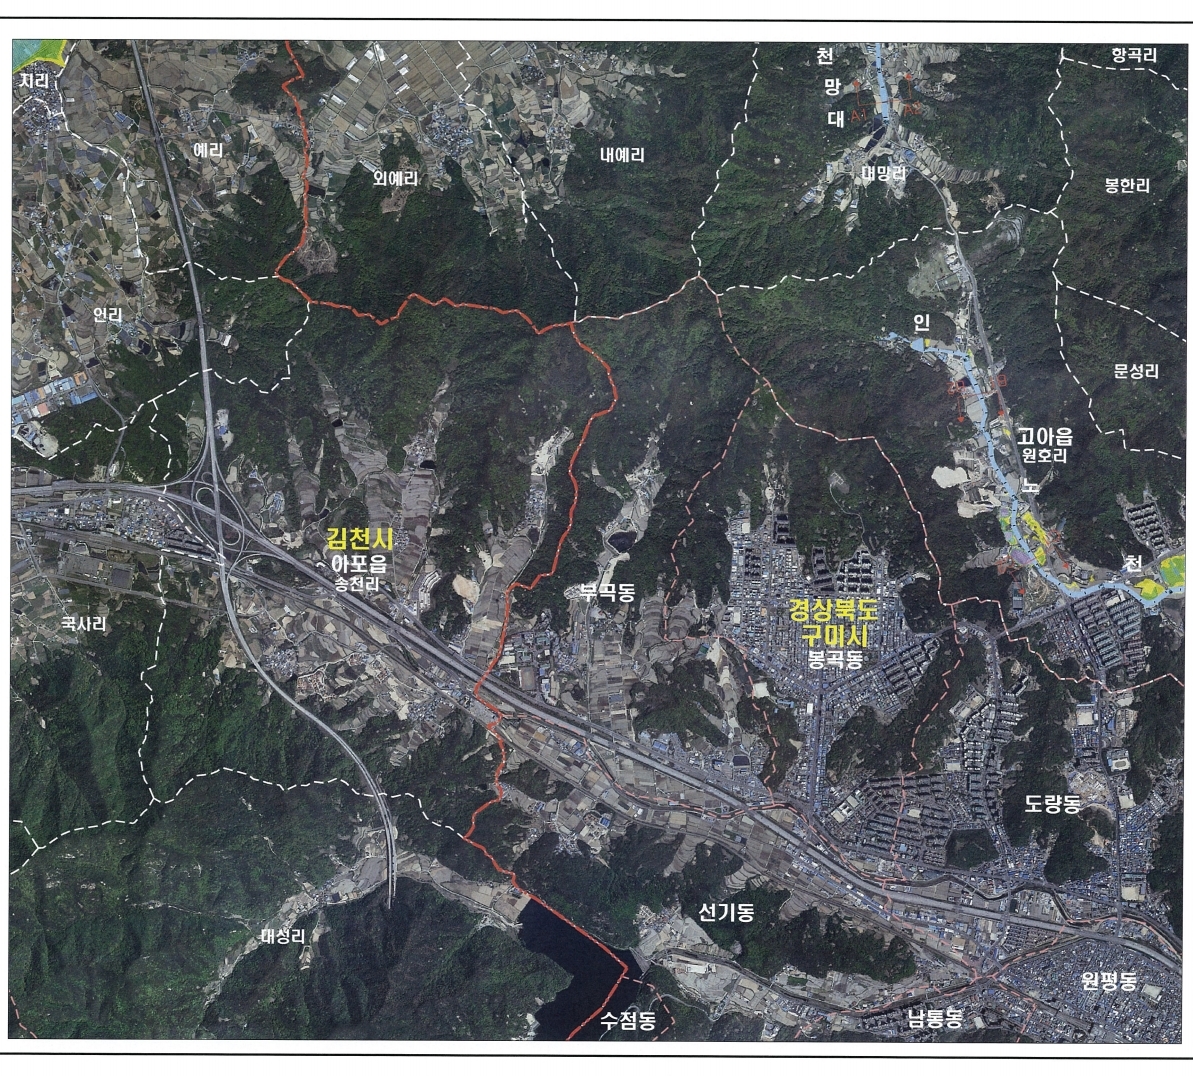 천
항곡리
지리
망
대
예리
내예리
외예리
며망리
봉한리
언리
인
문성리
고아읍
원호리
노
김천시
아포읍
송천리
천
부곡동
경상북도
구미시
봉곡동
국사리
도량동
선기동
대성리
원평동
수점동
남통동